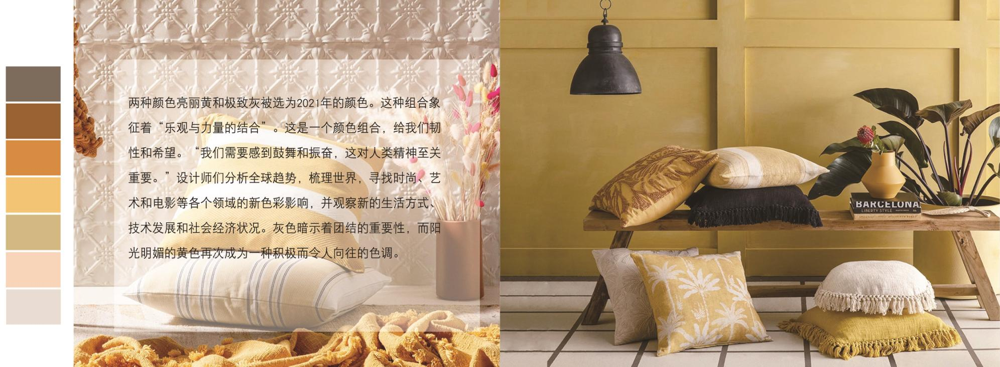 两种颜色亮丽黄和极致灰被选为2021年的颜色。这种组合象
征着“乐观与力量的结合”。这是一个颜色组合，给我们韧
性和希望。“我们需要感到鼓舞和振奋，这对人类精神至关
重要。”设计师们分析全球趋势，梳理世界，寻找时尚、艺
术和电影等各个领域的新色彩影响，并观察新的生活方式、
技术发展和社会经济状况。灰色暗示着团结的重要性，而阳
光明媚的黄色再次成为一种积极而令人向往的色调。
BARCELONA
LIBERTY STYLE